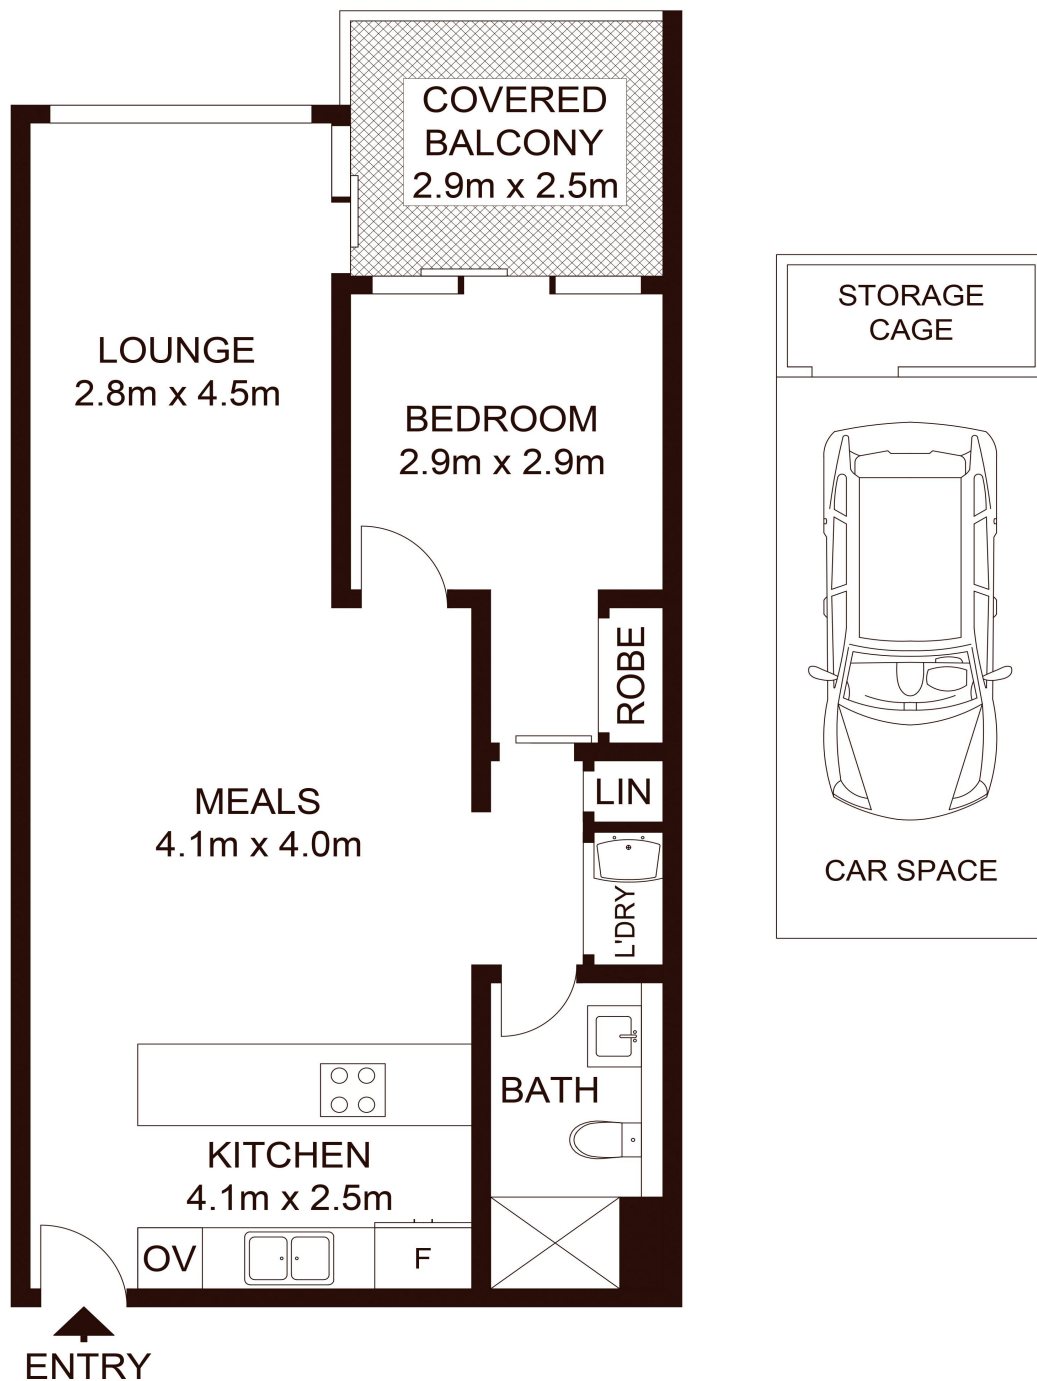 COVERED
BALCONY
2.9m x 2.5m
STORAGE
CAGE
LOUNGE
2.8m x 4.5m
BEDROOM
2.9m x 2.9m
ROBE
LIN
MEALS
4.1m x 4.0m
CAR SPACE
L'DRY
BATH
KITCHEN
4.1m x 2.5m
OV
F
ENTRY